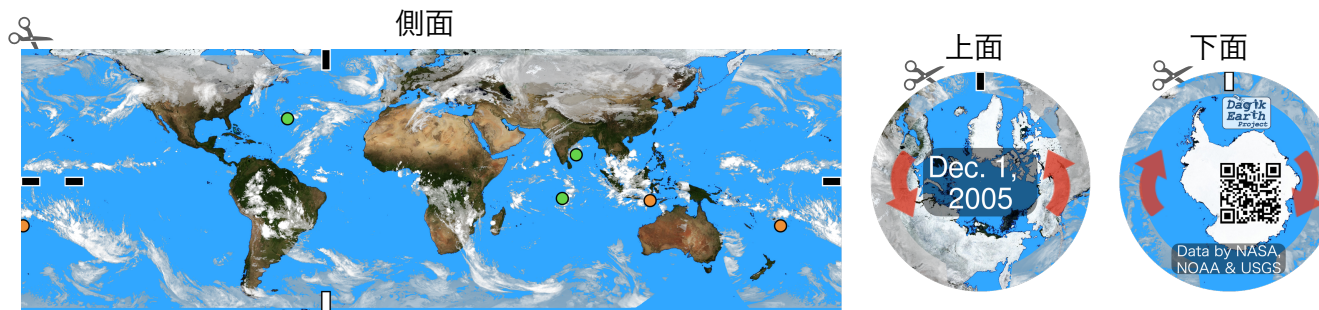 側面
上面
下面
Dec. 1,
2005
Dagik
Earth
Project
Data by NASA,
NOAA & USGS